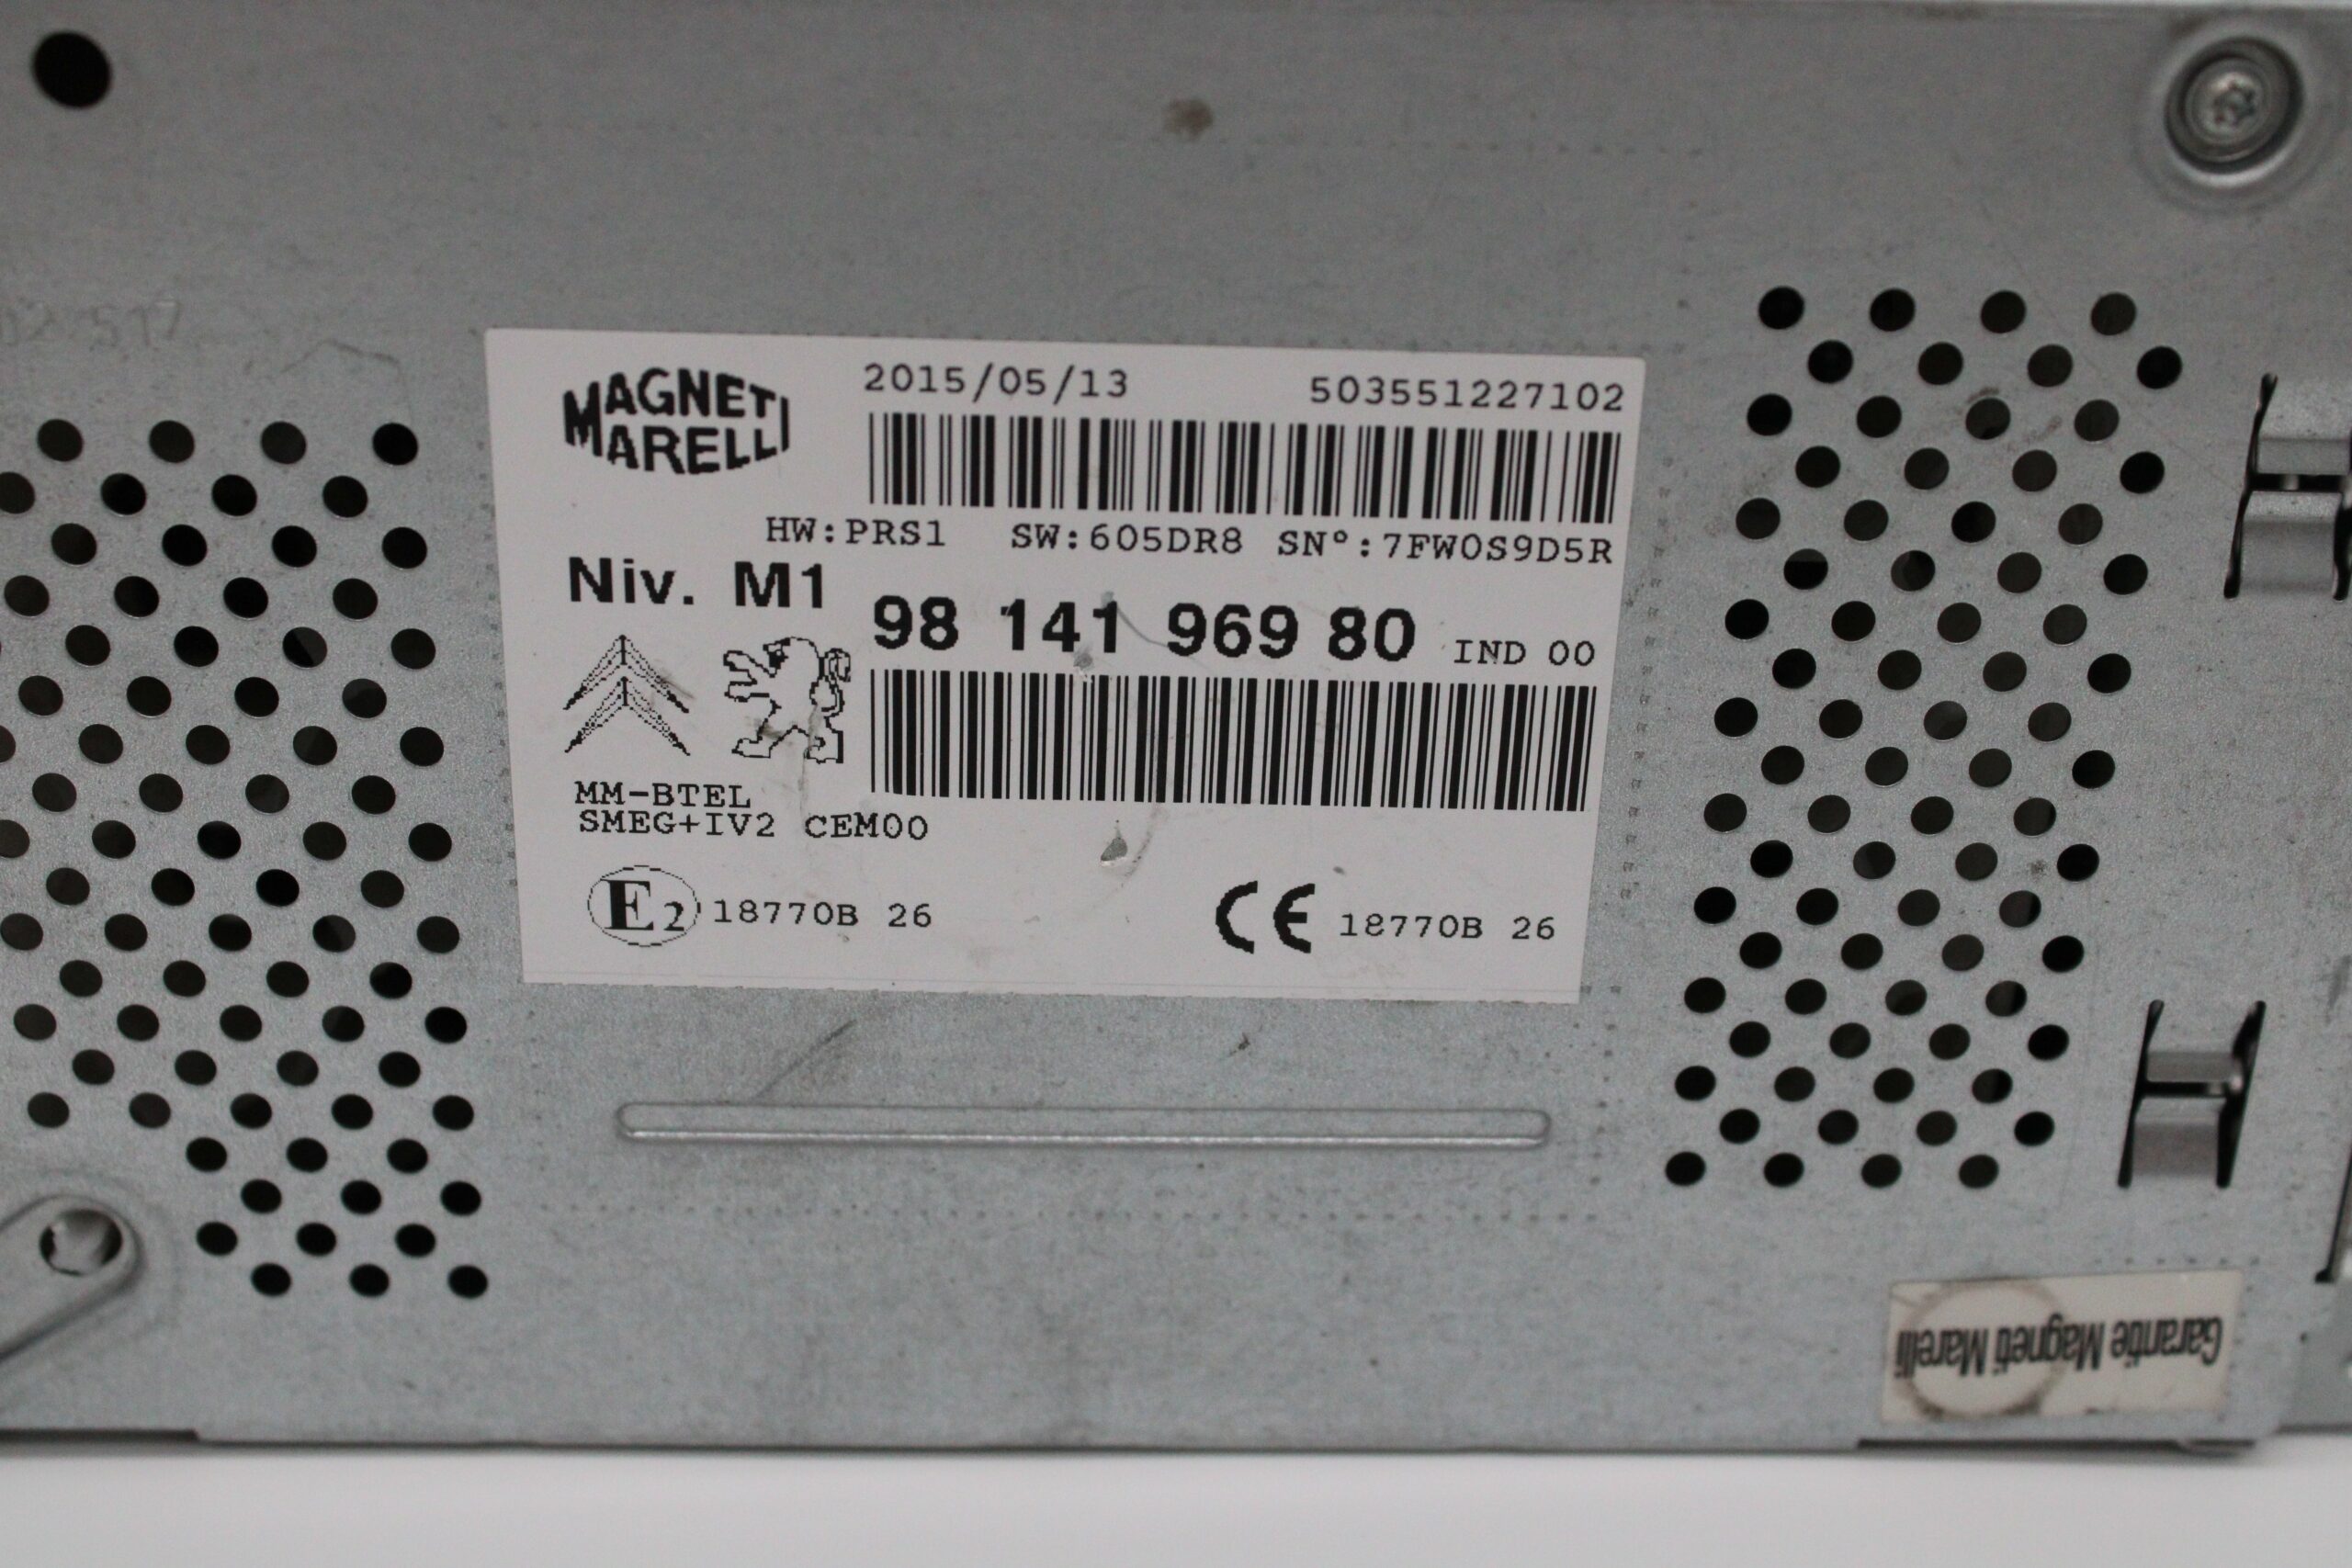 MAGNETI
MARELLI
2015/05/13 503551227102
HW:PRS1 SW:605DR8 SN°:7FW0S9D5R
Niv. M1
98 141 969 80 IND 00
MM-BTEL
SMEG+IV2 CEM00
E2 18770B 26
CE 18770B 26
Garantie Magneti Marelli